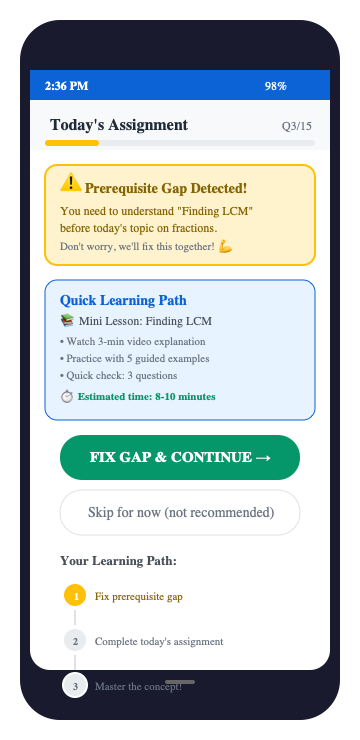 2:36 PM 98%
Today's Assignment Q3/15
Prerequisite Gap Detected!
You need to understand "Finding LCM"
before today's topic on fractions.
Don't worry, we'll fix this together! 💪
Quick Learning Path
📚 Mini Lesson: Finding LCM
• Watch 3-min video explanation
• Practice with 5 guided examples
• Quick check: 3 questions
⏱️ Estimated time: 8-10 minutes
FIX GAP & CONTINUE →
Skip for now (not recommended)
Your Learning Path:
1 Fix prerequisite gap
2 Complete today's assignment
3 Master the concept!